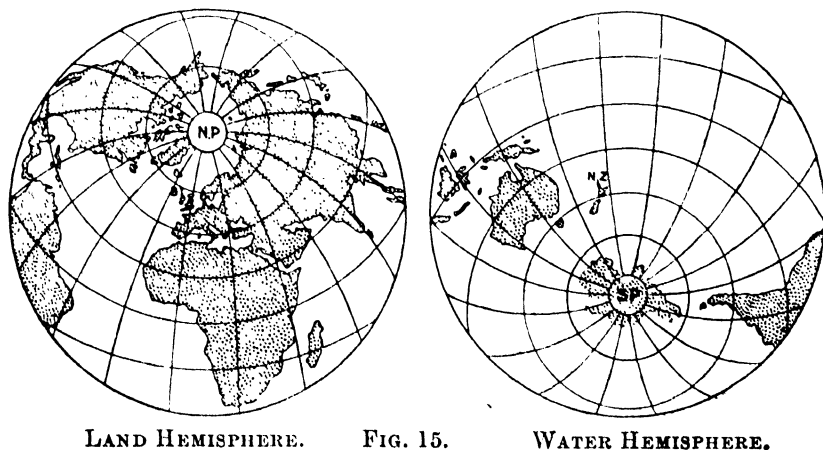 N.P
N.Z
S.P
LAND HEMISPHERE. FIG. 15. WATER HEMISPHERE.